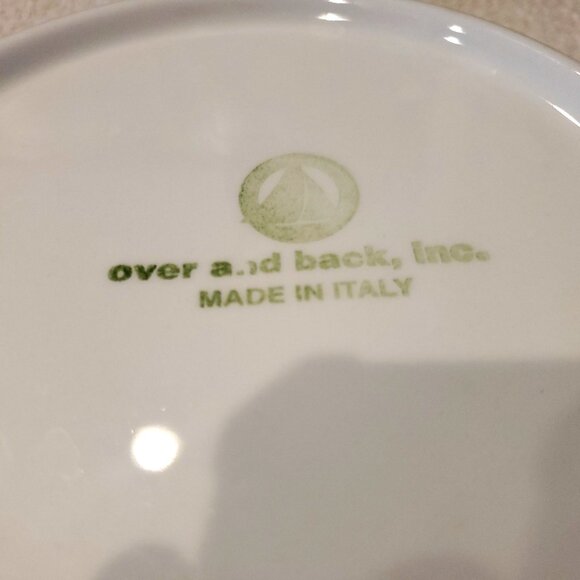 over and back, inc.
MADE IN ITALY